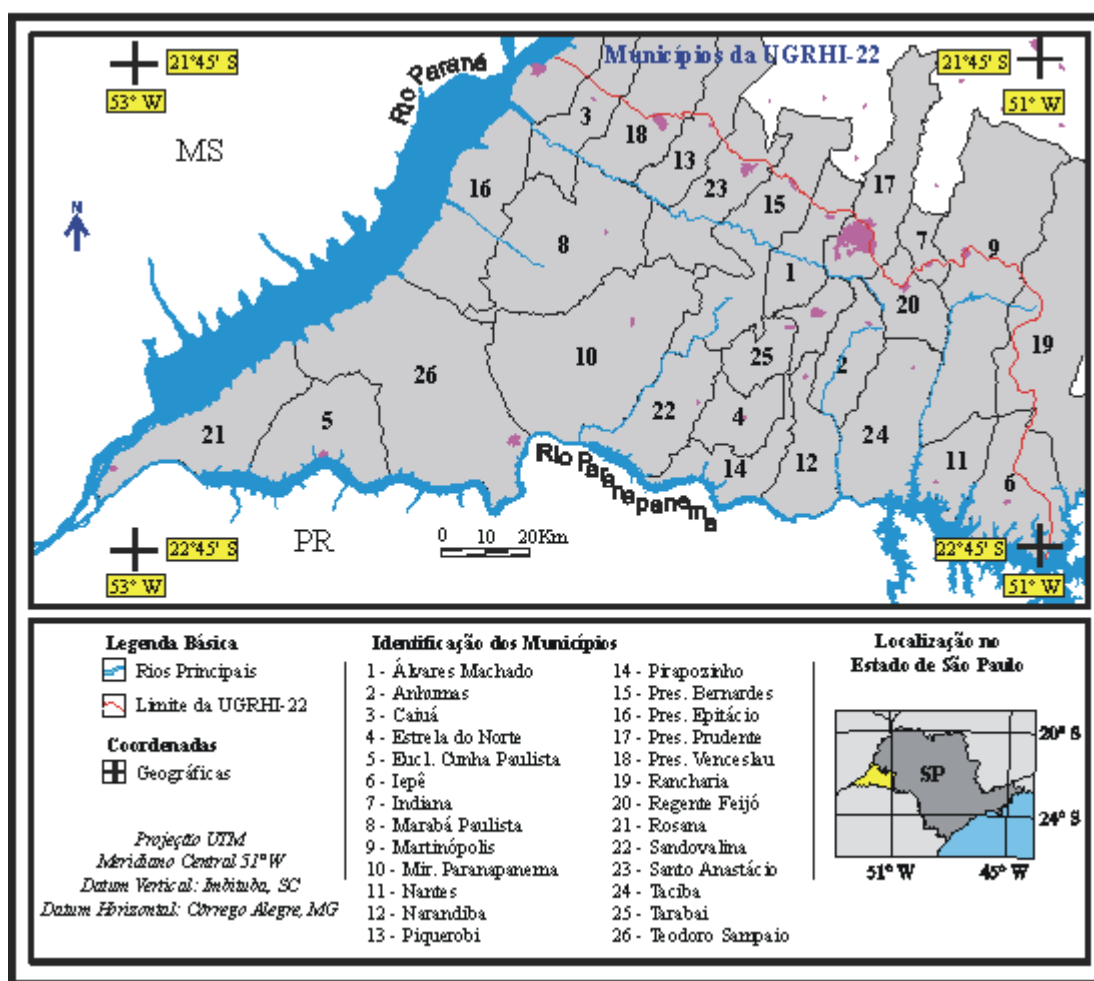 Municípios da UGRHI-22
21°45' S
21°45' S
53° W
51° W
Rio Paraná
MS
N
3
18
13
16
23
15
17
7
8
9
1
20
10
19
25
2
26
22
5
4
21
24
14
12
11
6
Rio Paranapanema
PR
0 10 20Km
22°45' S
22°45' S
53° W
51° W
Legenda Básica
Rios Principais
Limite da UGRHI-22
Coordenadas
Geográficas
Projeção UTM
Meridiano Central 51° W
Datum Vertical: Imbituba, SC
Datum Horizontal: Córrego Alegre, MG
Identificação dos Municípios
1 - Álvares Machado
2 - Anhumas
3 - Caiuá
4 - Estrela do Norte
5 - Eucl. Cunha Paulista
6 - Iepê
7 - Indiana
8 - Marabá Paulista
9 - Martinópolis
10 - Mir. Paranapanema
11 - Nantes
12 - Narandiba
13 - Piquerobi
14 - Pirapozinho
15 - Pres. Bernardes
16 - Pres. Epitácio
17 - Pres. Prudente
18 - Pres. Venceslau
19 - Rancharia
20 - Regente Feijó
21 - Rosana
22 - Sandovalina
23 - Santo Anastácio
24 - Taciba
25 - Tarabai
26 - Teodoro Sampaio
Localização no
Estado de São Paulo
20° S
SP
24° S
51° W
45° W